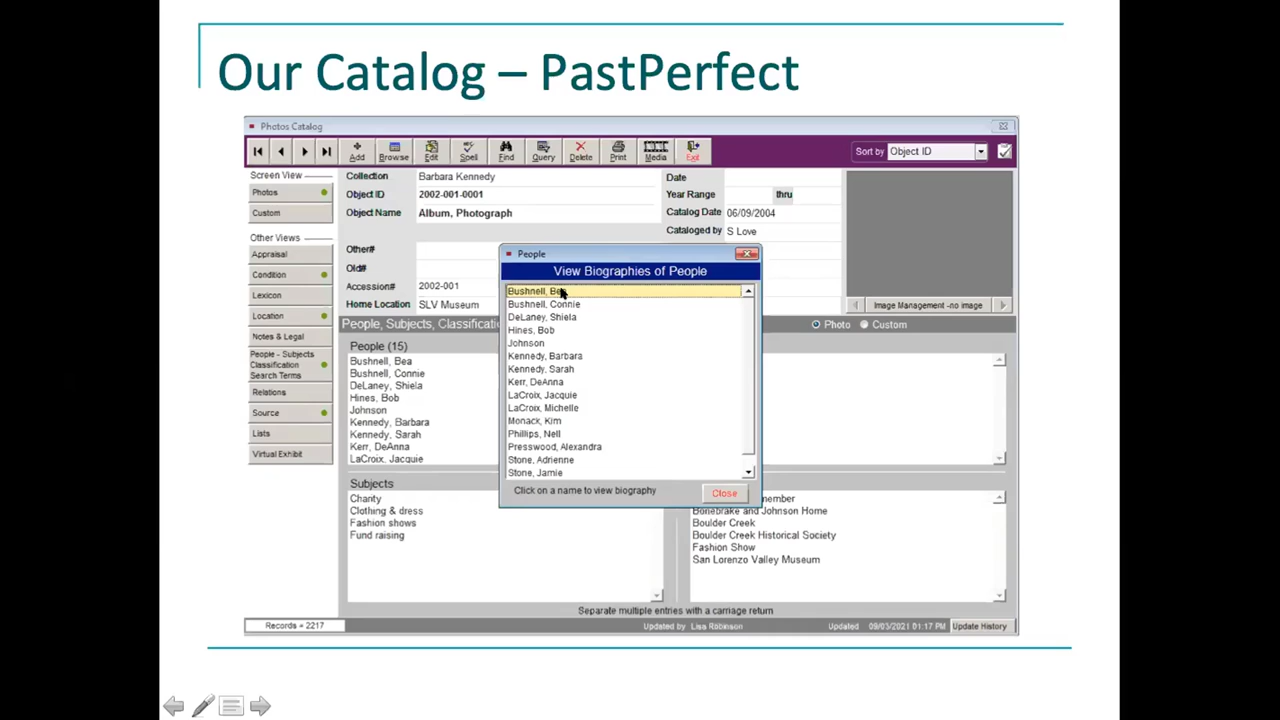 Our Catalog – PastPerfect
Photos Catalog
Add
Browse
Edit
Spell
Find
Query
Delete
Print
Media
Exit
Sort by Object ID
Screen View
Photos
Custom
Other Views
Appraisal
Condition
Lexicon
Location
Notes & Legal
People - Subjects
Classification
Search Terms
Relations
Source
Lists
Virtual Exhibit
Collection Barbara Kennedy
Object ID 2002-001-0001
Object Name Album, Photograph
Other#
Old#
Accession# 2002-001
Home Location SLV Museum
Date
Year Range thru
Catalog Date 06/09/2004
Cataloged by S Love
Image Management -no image
People, Subjects, Classificati
Photo Custom
People (15)
Bushnell, Bea
Bushnell, Connie
DeLaney, Shiela
Hines, Bob
Johnson
Kennedy, Barbara
Kennedy, Sarah
Kerr, DeAnna
LaCroix, Jacquie
People
View Biographies of People
Bushnell, Be
Bushnell, Connie
DeLaney, Shiela
Hines, Bob
Johnson
Kennedy, Barbara
Kennedy, Sarah
Kerr, DeAnna
LaCroix, Jacquie
LaCroix, Michelle
Monack, Kim
Phillips, Nell
Presswood, Alexandra
Stone, Adrienne
Stone, Jamie
Click on a name to view biography
Close
Subjects
Charity
Clothing & dress
Fashion shows
Fund raising
member
Bonebrake and Johnson Home
Boulder Creek
Boulder Creek Historical Society
Fashion Show
San Lorenzo Valley Museum
Separate multiple entries with a carriage return
Records = 2217
Updated by Lisa Robinson
Updated 09/03/2021 01:17 PM
Update History